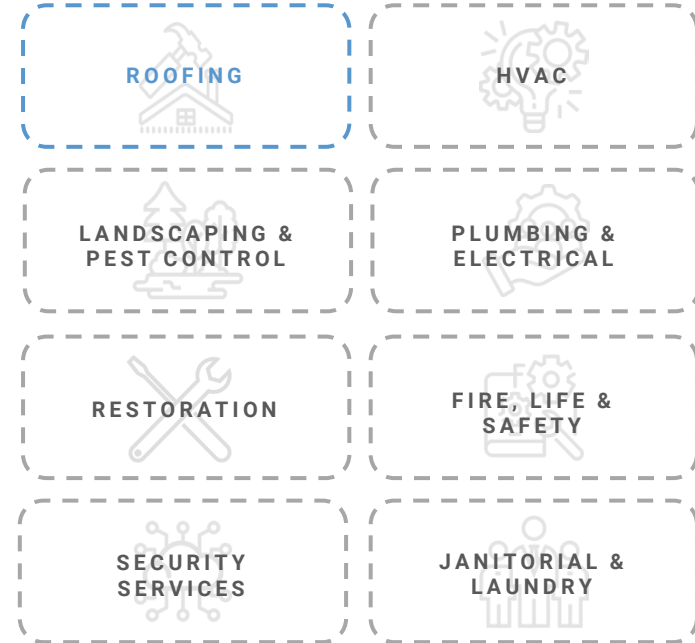 ROOFING
HVAC
LANDSCAPING &
PEST CONTROL
PLUMBING &
ELECTRICAL
RESTORATION
FIRE, LIFE &
SAFETY
SECURITY
SERVICES
JANITORIAL &
LAUNDRY